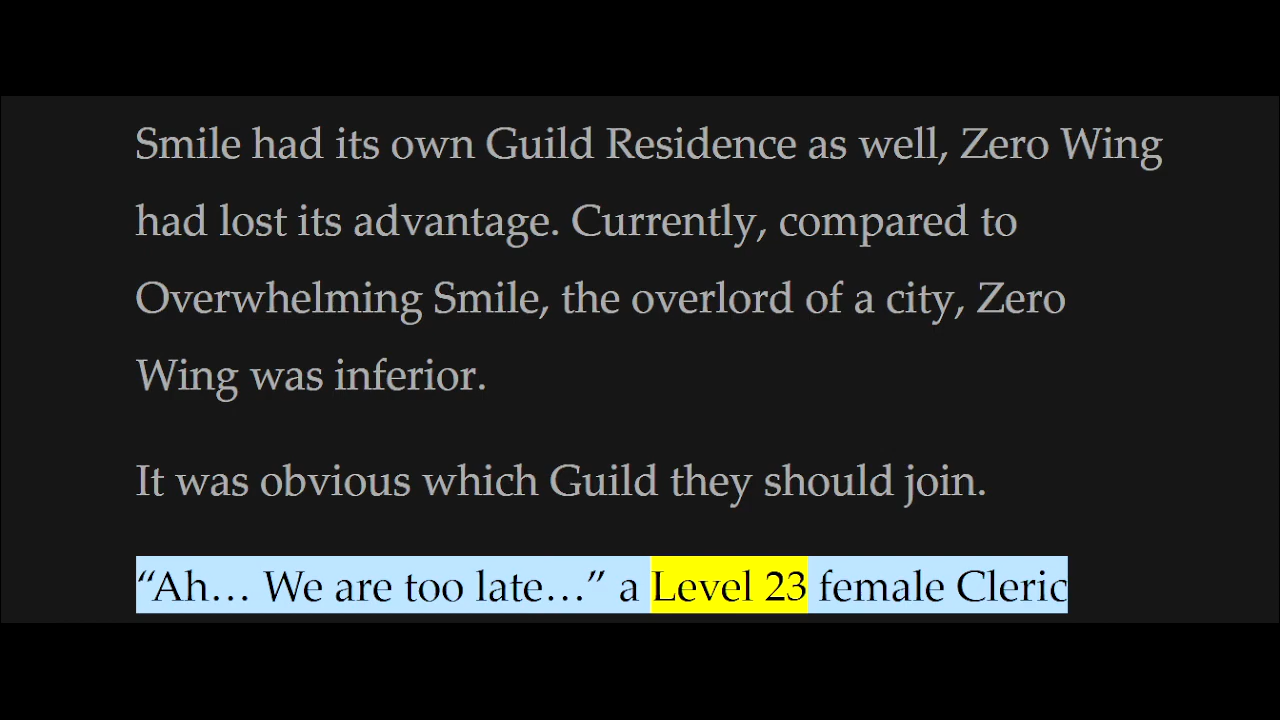 Smile had its own Guild Residence as well, Zero Wing
had lost its advantage. Currently, compared to
Overwhelming Smile, the overlord of a city, Zero
Wing was inferior.
It was obvious which Guild they should join.
“Ah… We are too late…” a Level 23 female Cleric